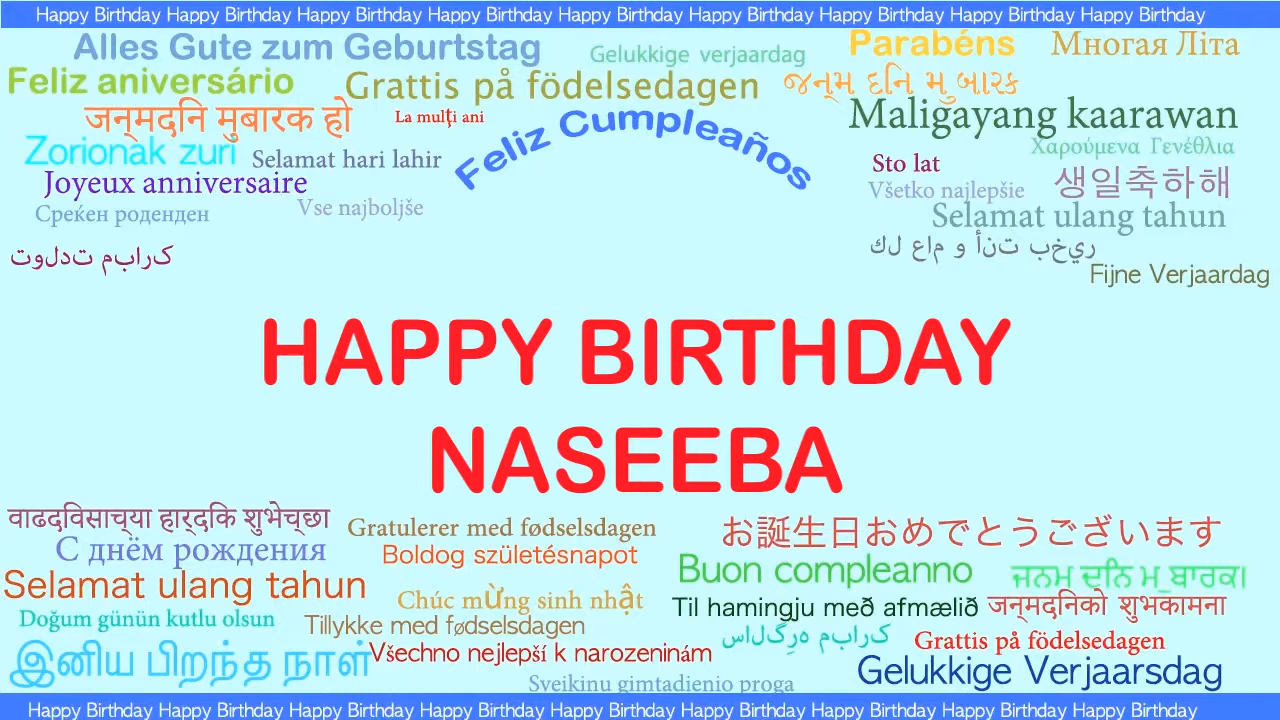 Happy Birthday Happy Birthday Happy Birthday Happy Birthday Happy Birthday Happy Birthday Happy Birthday Happy Birthday Happy Birthday
Alles Gute zum Geburtstag
Gelukkige verjaardag
Parabéns
Многая Літа
Feliz aniversário
Grattis på födelsedagen
જન્મ દિન મુબારક
जन्मदिन मुबारक हो
La mulţi ani
Feliz Cumpleaños
Maligayang kaarawan
Zorionak zuri
Selamat hari lahir
Sto lat
Χαρούμενα Γενέθλια
Joyeux anniversaire
Všetko najlepšie
생일축하해
Среќен роденден
Vse najboljše
Selamat ulang tahun
تولدت مبارک
كل عام و أنت بخير
Fijne Verjaardag
HAPPY BIRTHDAY
NASEEBA
वाढदिवसाच्या हार्दिक शुभेच्छा
Gratulerer med fødselsdagen
お誕生日おめでとうございます
С днём рождения
Boldog születésnapot
Buon compleanno
ਜਨਮ ਦਿਨ ਮੁਬਾਰਕ।
Selamat ulang tahun
Chúc mừng sinh nhật
Til hamingju með afmælið
जन्मदिनको शुभकामना
Doğum günün kutlu olsun
Tillykke med fødselsdagen
سالگرہ مبارک
Grattis på födelsedagen
இனிய பிறந்த நாள்
Všechno nejlepší k narozeninám
Gelukkige Verjaarsdag
Sveikinu gimtadienio proga
Happy Birthday Happy Birthday Happy Birthday Happy Birthday Happy Birthday Happy Birthday Happy Birthday Happy Birthday Happy Birthday